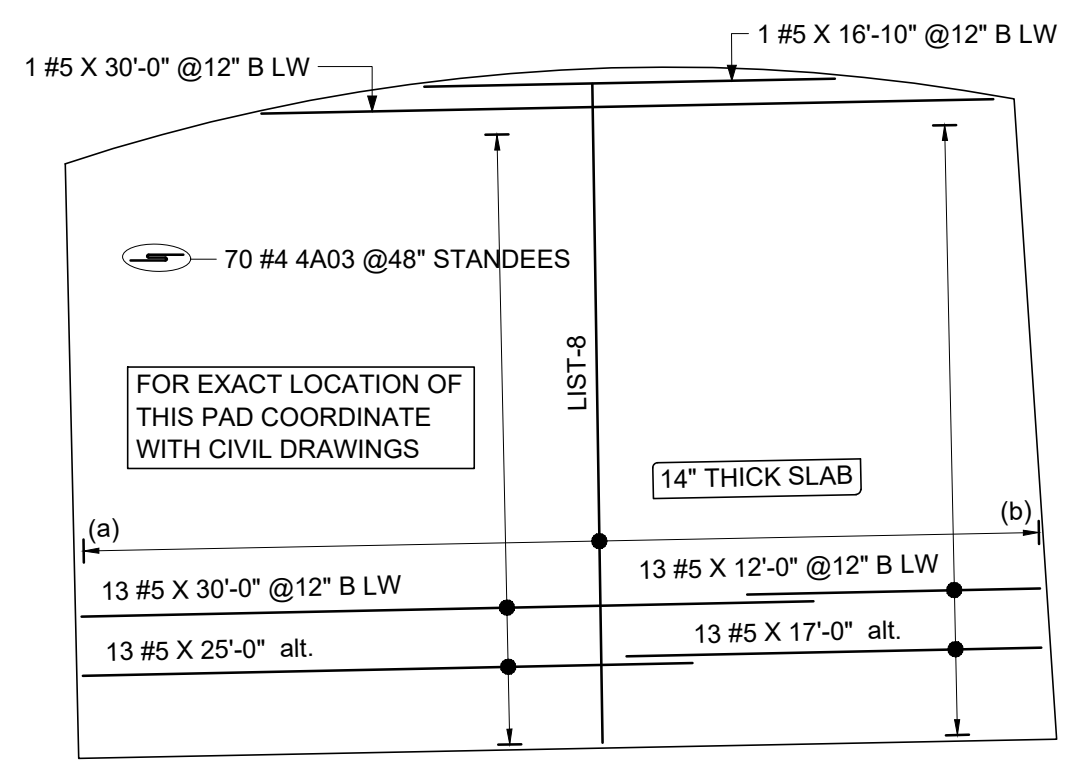 1 #5 X 16'-10" @12" B LW
1 #5 X 30'-0" @12" B LW
70 #4 4A03 @48" STANDEES
LIST-8
FOR EXACT LOCATION OF
THIS PAD COORDINATE
WITH CIVIL DRAWINGS
14" THICK SLAB
(a)
(b)
13 #5 X 30'-0" @12" B LW
13 #5 X 12'-0" @12" B LW
13 #5 X 25'-0" alt.
13 #5 X 17'-0" alt.